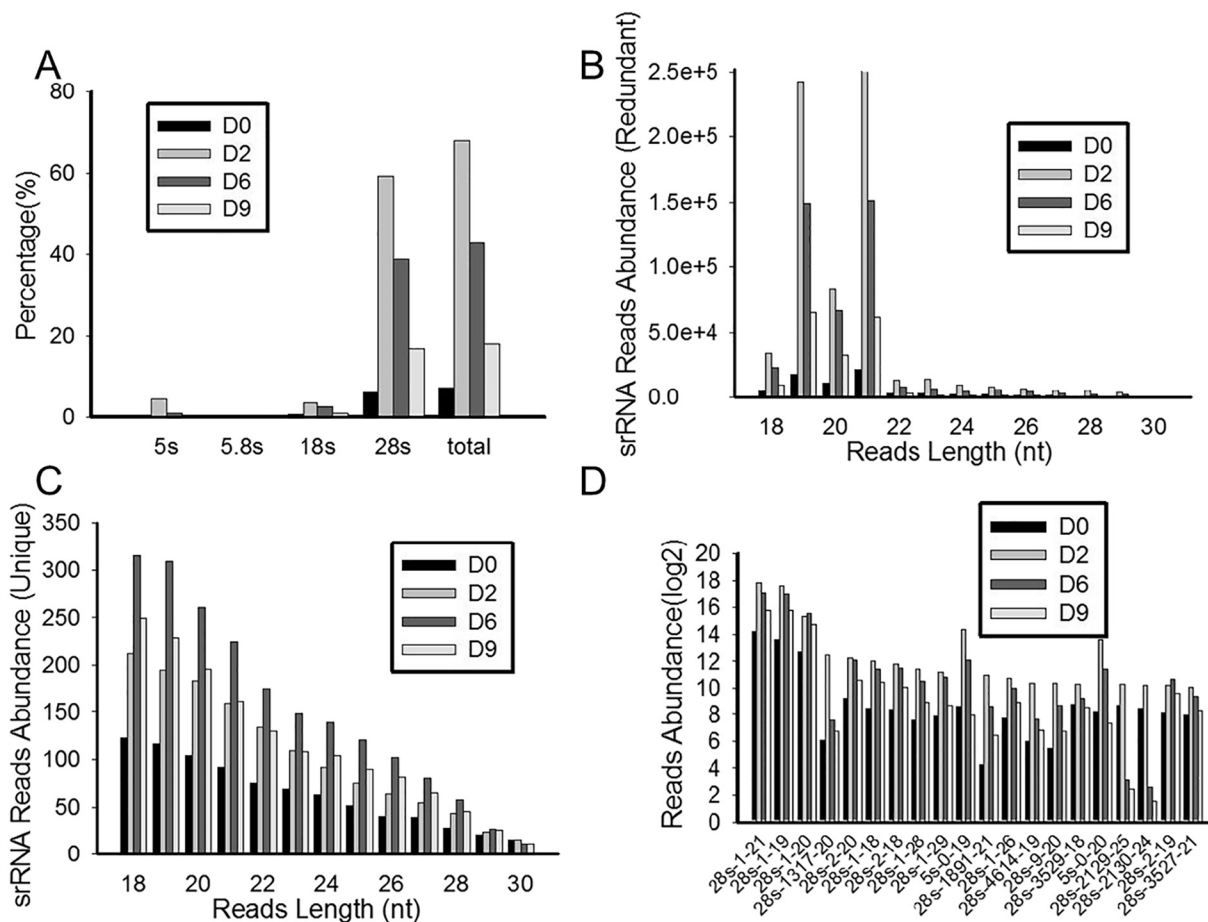 A
Percentage(%)
80
60
40
20
0
D0
D2
D6
D9
5s 5.8s 18s 28s total
B
srRNA Reads Abundance (Redundant)
2.5e+5
2.0e+5
1.5e+5
1.0e+5
5.0e+4
0.0
D0
D2
D6
D9
18 20 22 24 26 28 30
Reads Length (nt)
C
srRNA Reads Abundance (Unique)
350
300
250
200
150
100
50
0
D0
D2
D6
D9
18 20 22 24 26 28 30
Reads Length (nt)
D
Reads Abundance(log2)
20
18
16
14
12
10
8
6
4
2
0
D0
D2
D6
D9
28s-1-21
28s-1-19
28s-1-20
28s-1317-20
28s-2-20
28s-1-18
28s-2-18
28s-1-28
28s-1-29
5s-0-19
28s-1891-21
28s-1-26
28s-4614-19
28s-9-20
28s-3529-18
5s-0-20
28s-2129-25
28s-2130-24
28s-2-19
28s-3527-21